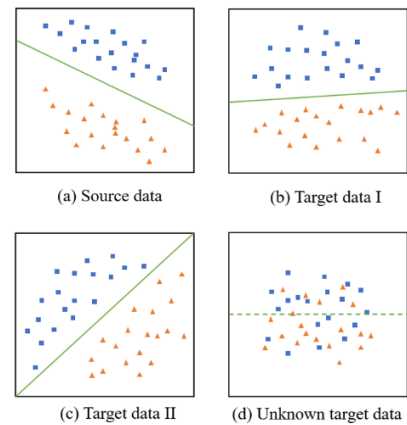 (a) Source data
(b) Target data I
(c) Target data II
(d) Unknown target data